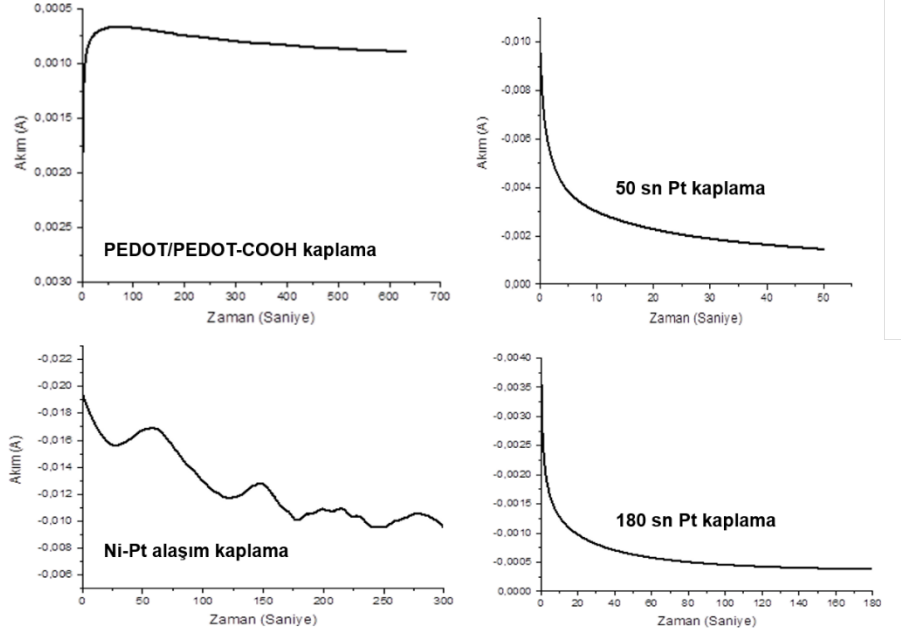 0,0005
0,0010
0,0015
0,0020
0,0025
0,0030
Akım (A)
PEDOT/PEDOT-COOH kaplama
0 100 200 300 400 500 600 700
Zaman (Saniye)
-0,010
-0,008
-0,006
-0,004
-0,002
0,000
Akım (A)
50 sn Pt kaplama
0 10 20 30 40 50
Zaman (Saniye)
-0,022
-0,020
-0,018
-0,016
-0,014
-0,012
-0,010
-0,008
-0,006
Akım (A)
Ni-Pt alaşım kaplama
0 50 100 150 200 250 300
Zaman (Saniye)
-0,0040
-0,0035
-0,0030
-0,0025
-0,0020
-0,0015
-0,0010
-0,0005
0,0000
Akım (A)
180 sn Pt kaplama
0 20 40 60 80 100 120 140 160 180
Zaman (Saniye)